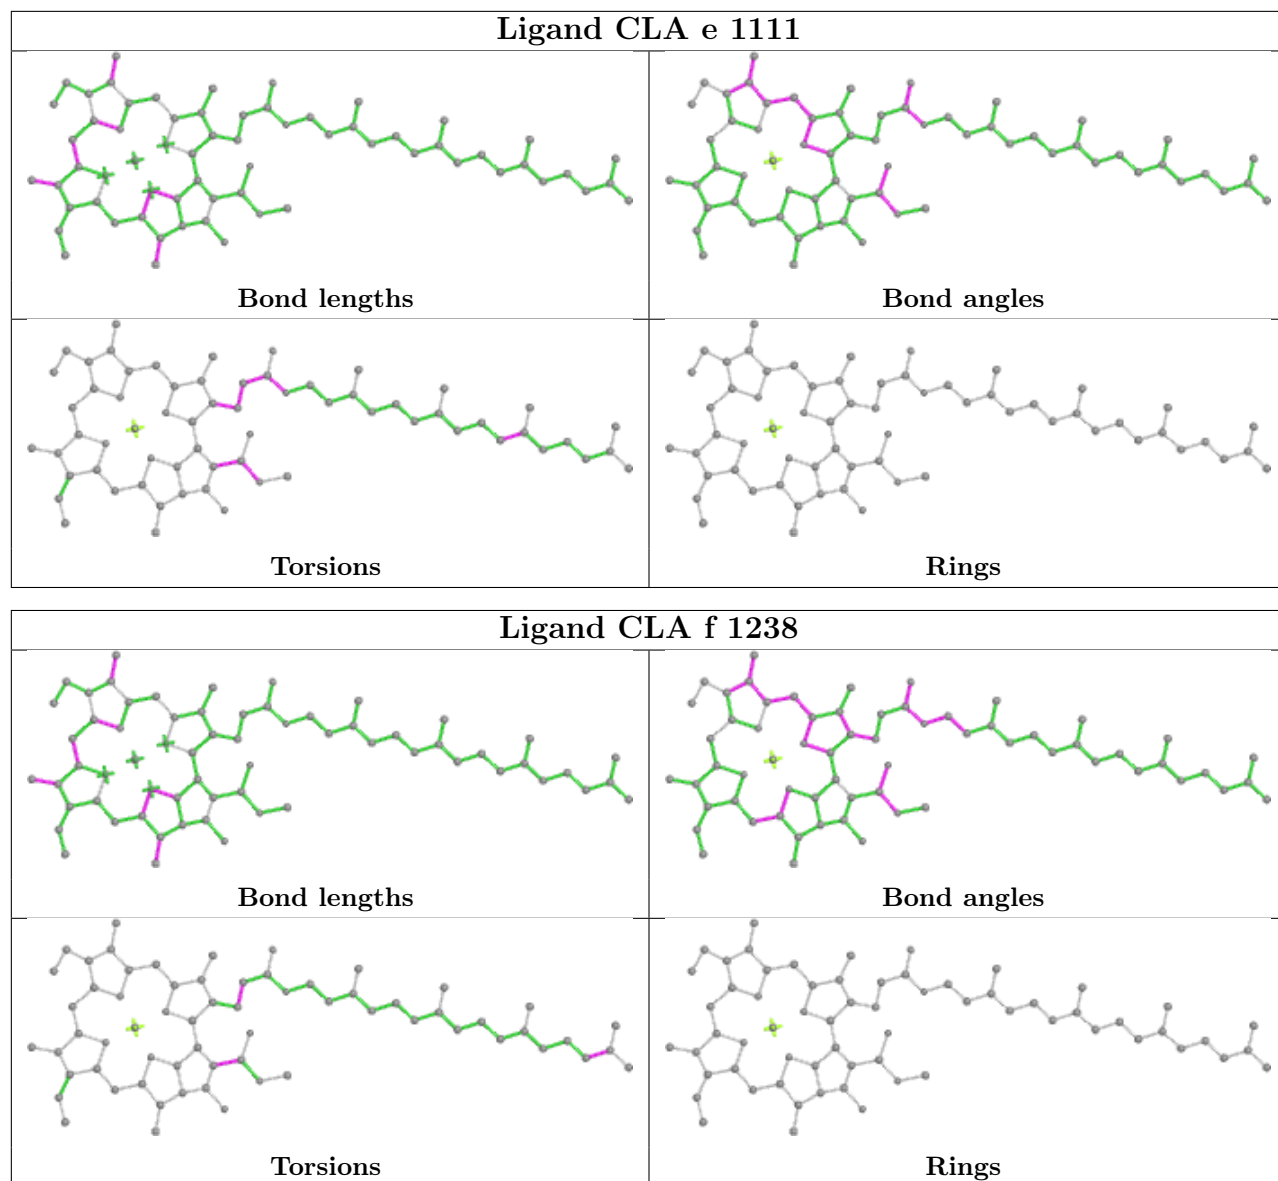 Ligand CLA e 1111
Bond lengths
Bond angles
Torsions
Rings
Ligand CLA f 1238
Bond lengths
Bond angles
Torsions
Rings